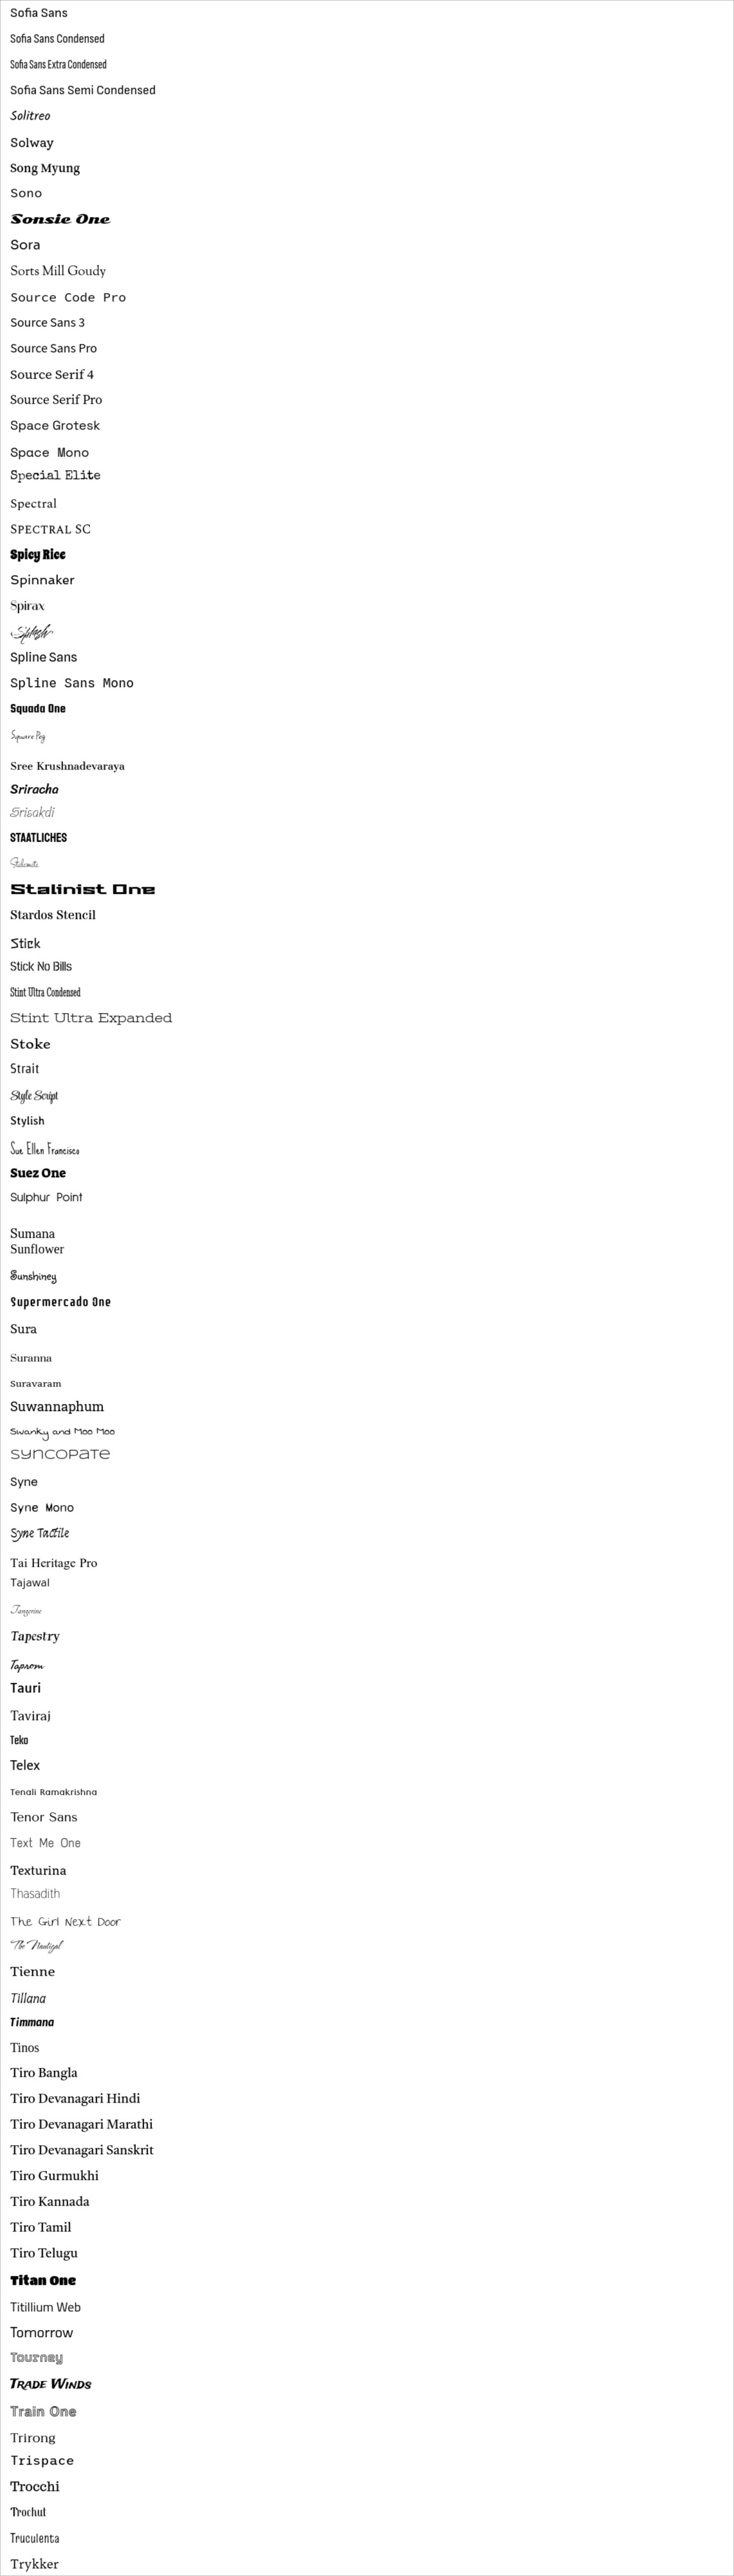 Sofia Sans
Sofia Sans Condensed
Sofia Sans Extra Condensed
Sofia Sans Semi Condensed
Solitreo
Solway
Song Myung
Sono
Sonsie One
Sora
Sorts Mill Goudy
Source Code Pro
Source Sans 3
Source Sans Pro
Source Serif 4
Source Serif Pro
Space Grotesk
Space Mono
Special Elite
Spectral
SPECTRAL SC
Spicy Rice
Spinnaker
Spirax
Splash
Spline Sans
Spline Sans Mono
Squada One
Square Peg
Sree Krushnadevaraya
Sriracha
Srisakdi
STAATLICHES
Stalemate
Stalinist One
Stardos Stencil
Stick
Stick No Bills
Stint Ultra Condensed
Stint Ultra Expanded
Stoke
Strait
Style Script
Stylish
Sue Ellen Francisco
Suez One
Sulphur Point
Sumana
Sunflower
Sunshiney
Supermercado One
Sura
Suranna
Suravaram
Suwannaphum
Swanky and Moo Moo
Syncopate
Syne
Syne Mono
Syne Tactile
Tai Heritage Pro
Tajawal
Tangerine
Tapestry
Taprom
Tauri
Taviraj
Teko
Telex
Tenali Ramakrishna
Tenor Sans
Text Me One
Texturina
Thasadith
The Girl Next Door
The Nautigal
Tienne
Tillana
Timmana
Tinos
Tiro Bangla
Tiro Devanagari Hindi
Tiro Devanagari Marathi
Tiro Devanagari Sanskrit
Tiro Gurmukhi
Tiro Kannada
Tiro Tamil
Tiro Telugu
Titan One
Titillium Web
Tomorrow
Tourney
TRADE WINDS
Train One
Trirong
Trispace
Trocchi
Trochut
Truculenta
Trykker